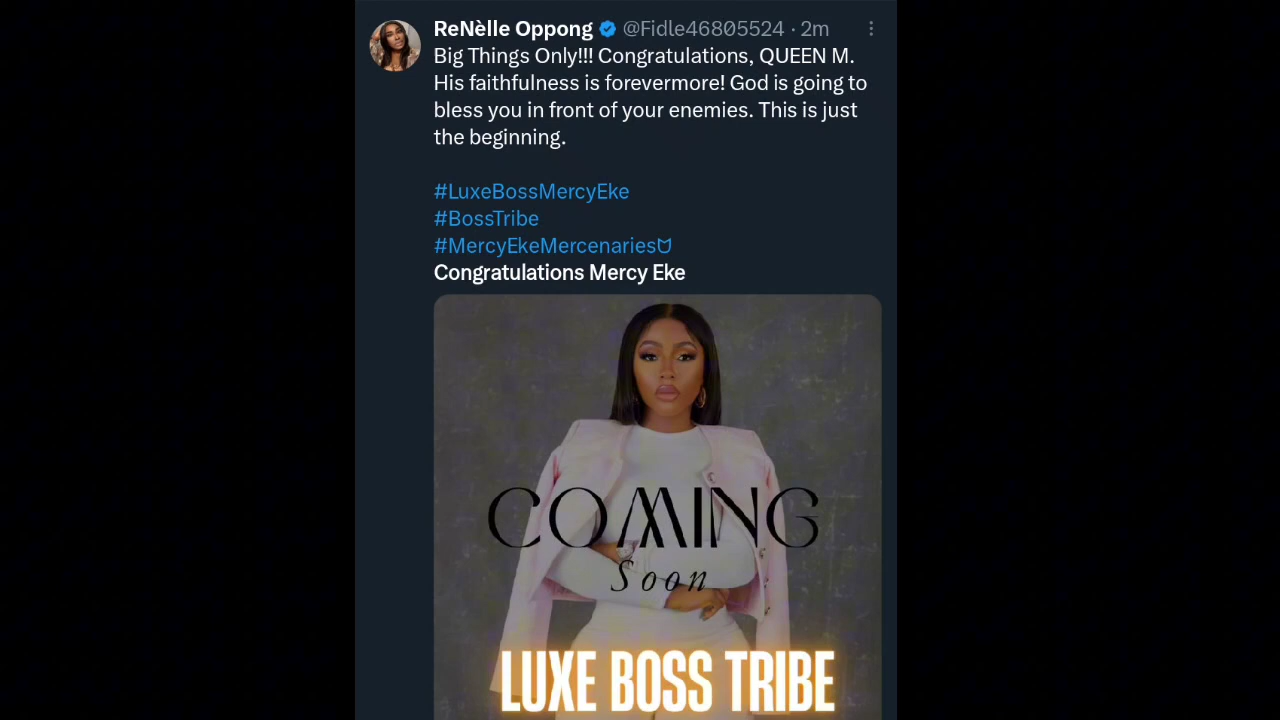 ReNèlle Oppong @Fidle46805524 · 2m
Big Things Only!!! Congratulations, QUEEN M.
His faithfulness is forevermore! God is going to
bless you in front of your enemies. This is just
the beginning.
#LuxeBossMercyEke
#BossTribe
#MercyEkeMercenariesⵖ
Congratulations Mercy Eke
COMING
Soon
LUXE BOSS TRIBE